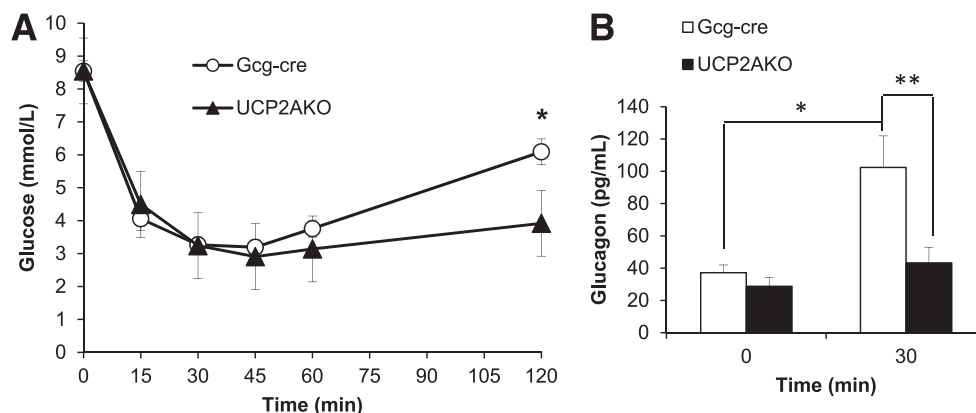 A
Gcg-cre
UCP2AKO
*
Glucose (mmol/L)
10
9
8
7
6
5
4
3
2
1
0
0 15 30 45 60 75 90 105 120
Time (min)
B
Gcg-cre
UCP2AKO
* **
Glucagon (pg/mL)
140
120
100
80
60
40
20
0
0 30
Time (min)